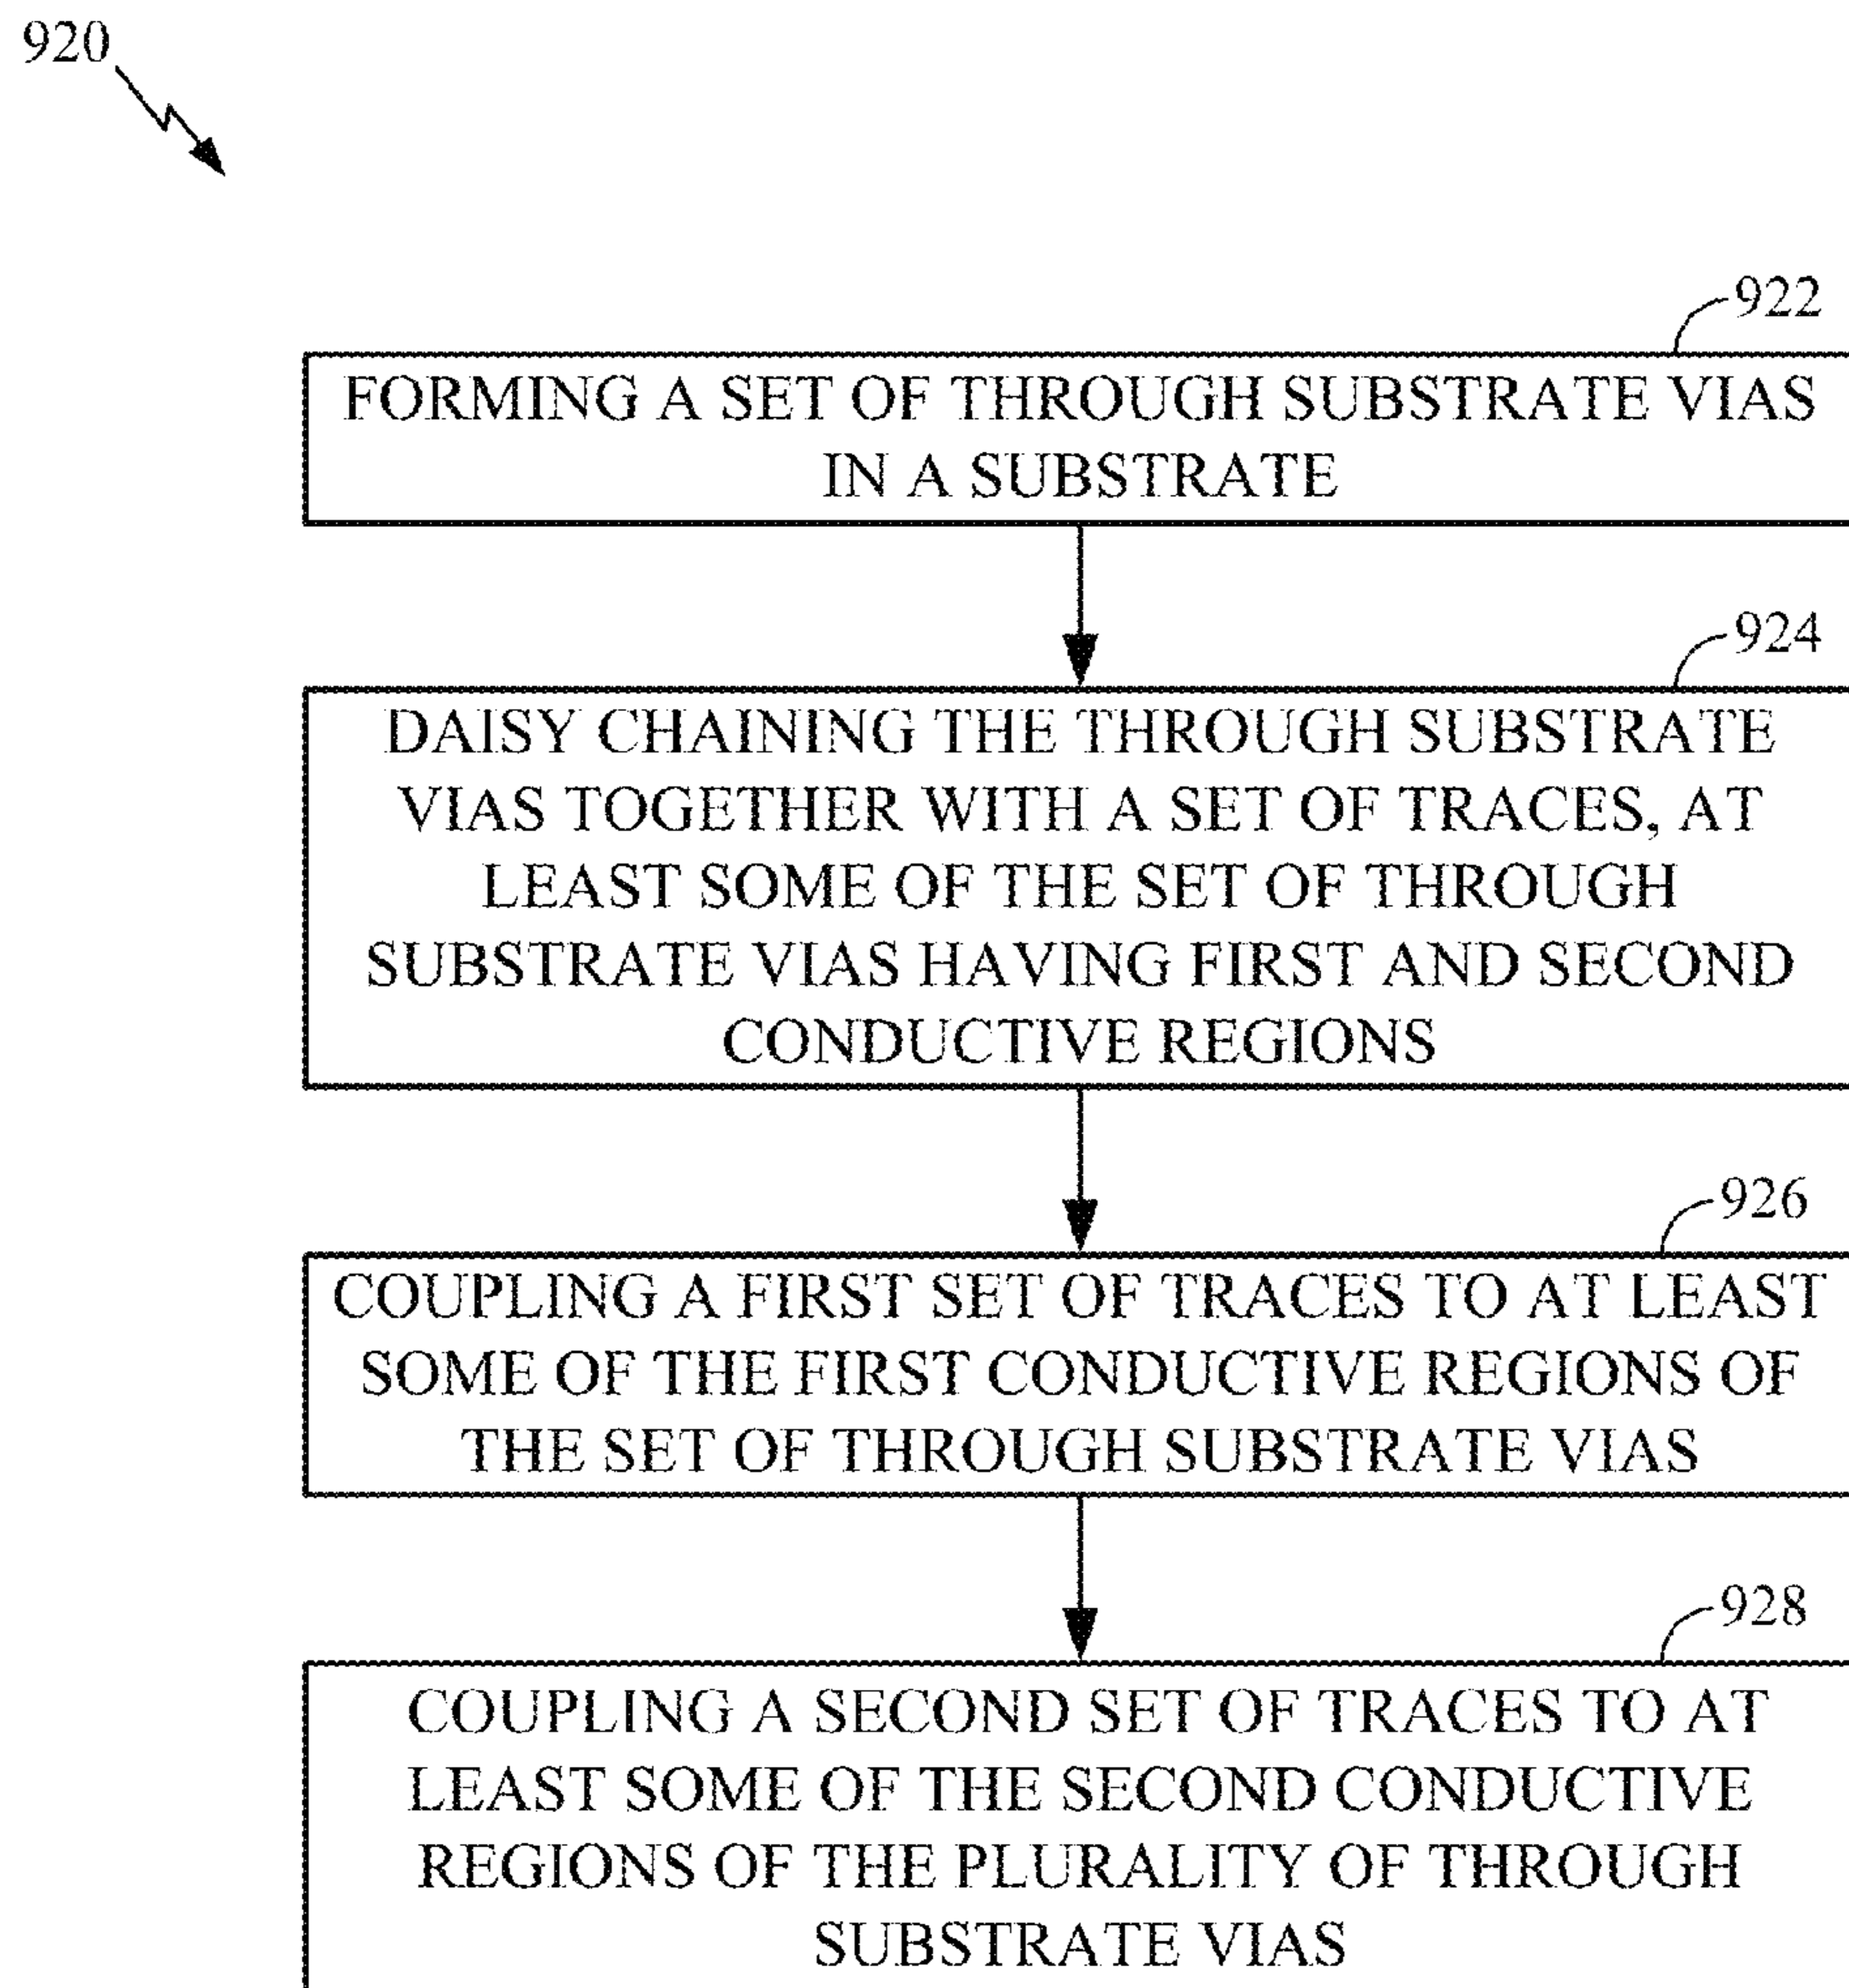 920
922
FORMING A SET OF THROUGH SUBSTRATE VIAS
IN A SUBSTRATE
924
DAISY CHAINING THE THROUGH SUBSTRATE
VIAS TOGETHER WITH A SET OF TRACES, AT
LEAST SOME OF THE SET OF THROUGH
SUBSTRATE VIAS HAVING FIRST AND SECOND
CONDUCTIVE REGIONS
926
COUPLING A FIRST SET OF TRACES TO AT LEAST
SOME OF THE FIRST CONDUCTIVE REGIONS OF
THE SET OF THROUGH SUBSTRATE VIAS
928
COUPLING A SECOND SET OF TRACES TO AT
LEAST SOME OF THE SECOND CONDUCTIVE
REGIONS OF THE PLURALITY OF THROUGH
SUBSTRATE VIAS